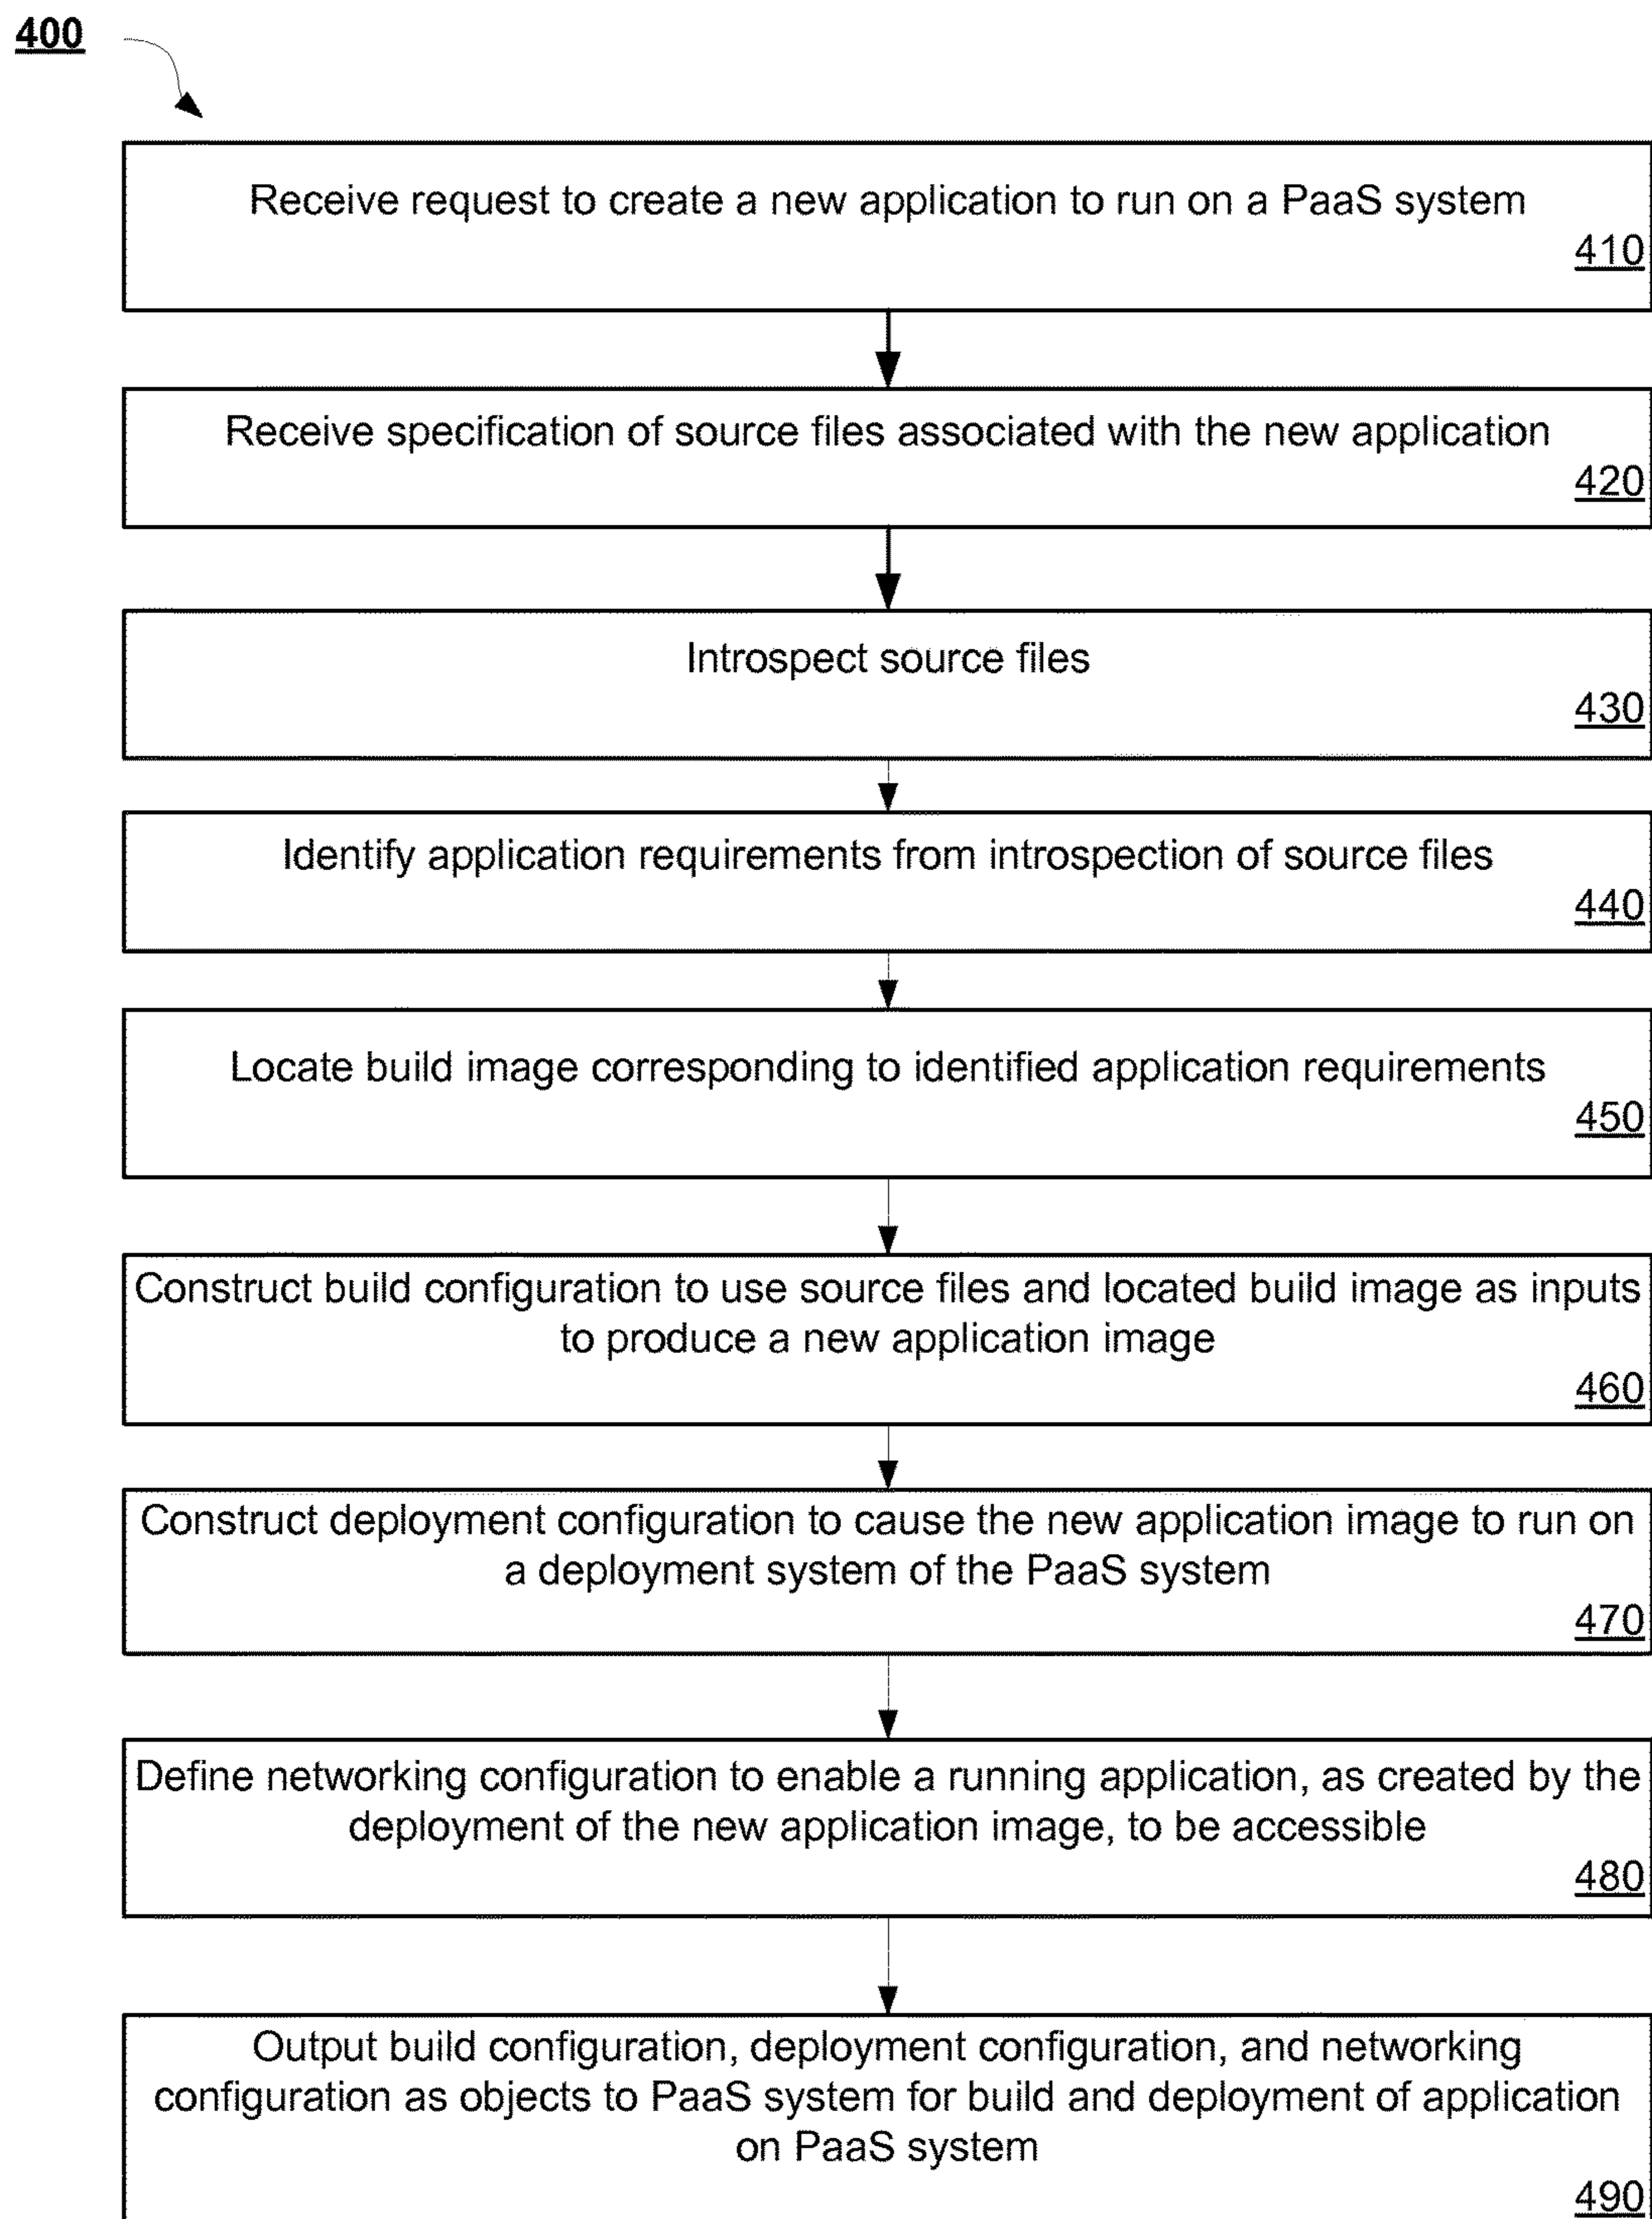 400
Receive request to create a new application to run on a PaaS system
410
Receive specification of source files associated with the new application
420
Introspect source files
430
Identify application requirements from introspection of source files
440
Locate build image corresponding to identified application requirements
450
Construct build configuration to use source files and located build image as inputs
to produce a new application image
460
Construct deployment configuration to cause the new application image to run on
a deployment system of the PaaS system
470
Define networking configuration to enable a running application, as created by the
deployment of the new application image, to be accessible
480
Output build configuration, deployment configuration, and networking
configuration as objects to PaaS system for build and deployment of application
on PaaS system
490